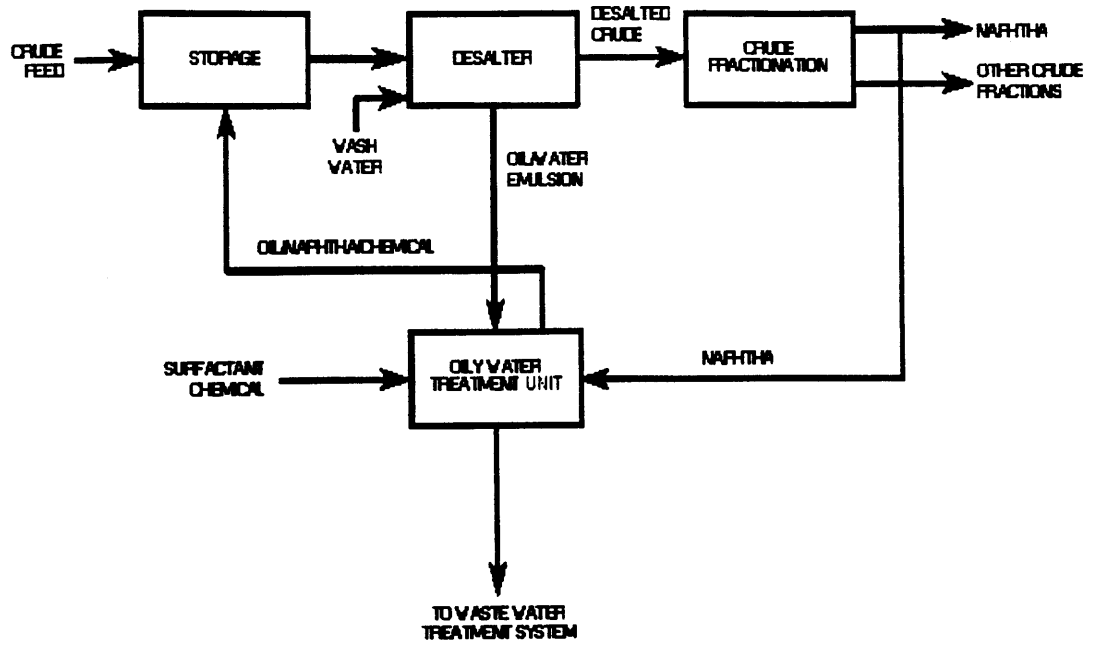 CRUDE
FEED
STORAGE
DESALTER
DESALTED
CRUDE
CRUDE
FRACTIONATION
NAPHTHA
OTHER CRUDE
FRACTIONS
WASH
WATER
OIL/WATER
EMULSION
OIL/NAPHTHA/CHEMICAL
SURFACTANT
CHEMICAL
OILY WATER
TREATMENT UNIT
NAPHTHA
TO WASTE WATER
TREATMENT SYSTEM